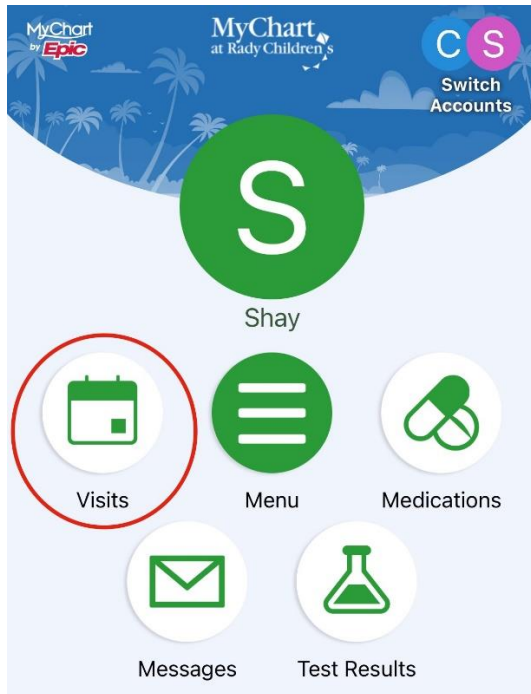 MyChart
by Epic
MyChart
at Rady Children's
C S
Switch
Accounts
S
Shay
Visits
Menu
Medications
Messages
Test Results